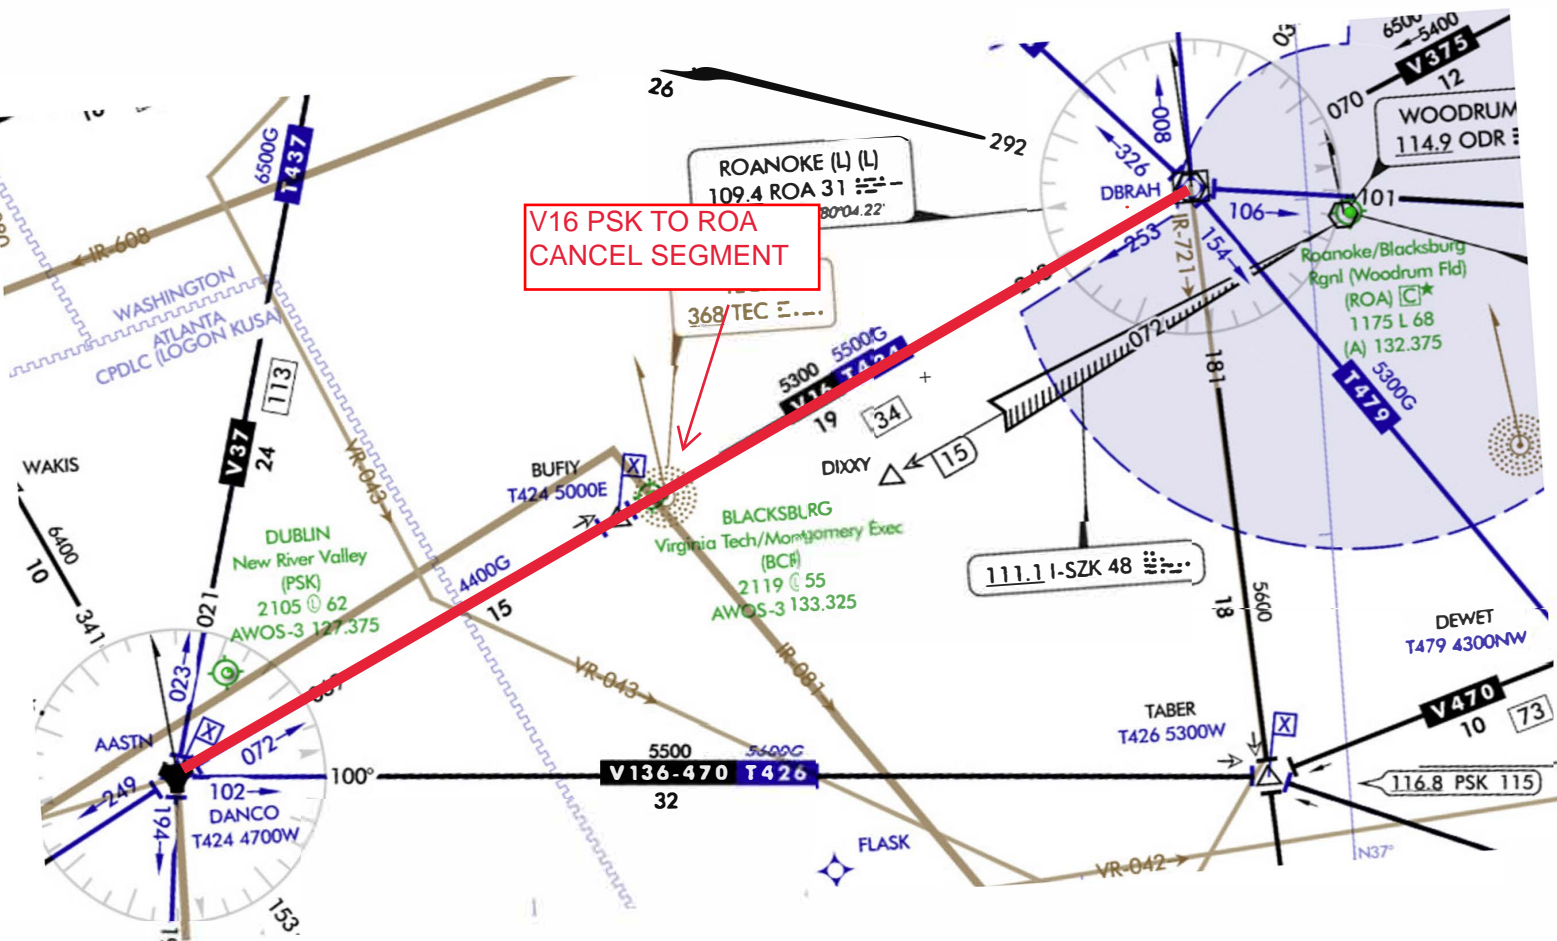 6500
5400
V375
12
070
WOODRUM
114.9 ODR
26
292
ROANOKE (L) (L)
109.4 ROA 31
80°04.22'
V16 PSK TO ROA
CANCEL SEGMENT
368 TEC
6500G
T437
IR-608
WASHINGTON
ATLANTA
CPDLC (LOGON KUSA)
113
V37
24
008
326
DBRAH
101
106
253
IR-721
154
Roanoke/Blacksburg
Rgnl (Woodrum Fld)
(ROA) C
1175 L 68
(A) 132.375
072
181
5300
5500G
V16
19
34
DIXXY
15
T479
5300G
WAKIS
6400
10
341
VR-043
BUFIY
T424 5000E
X
BLACKSBURG
Virginia Tech/Montgomery Exec
(BCB)
2119 L 55
AWOS-3 133.325
111.1 I-SZK 48
DUBLIN
New River Valley
(PSK)
2105 L 62
AWOS-3 127.375
4400G
15
021
023
5600
18
DEWET
T479 4300NW
V470
10
73
IR-081
VR-043
AASTN
X
072
249
100°
102
194
DANCO
T424 4700W
5500
5600G
V136-470 T426
32
TABER
T426 5300W
X
116.8 PSK 115
FLASK
VR-042
N37°
153